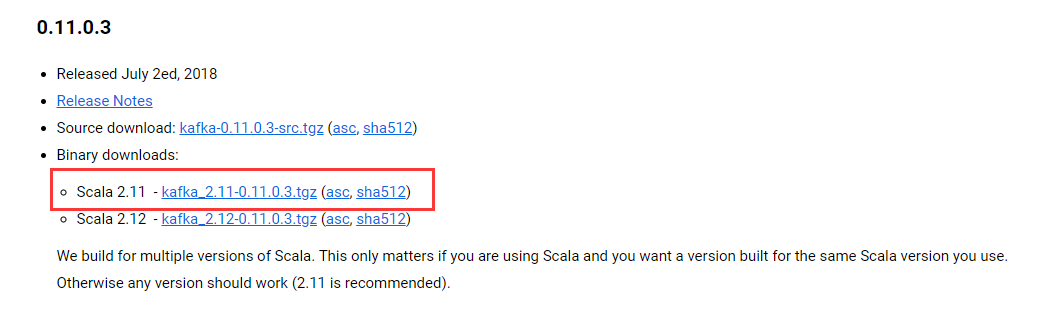 0.11.0.3
Released July 2ed, 2018
Release Notes
Source download: kafka-0.11.0.3-src.tgz (asc, sha512)
Binary downloads:
Scala 2.11 - kafka_2.11-0.11.0.3.tgz (asc, sha512)
Scala 2.12 - kafka_2.12-0.11.0.3.tgz (asc, sha512)
We build for multiple versions of Scala. This only matters if you are using Scala and you want a version built for the same Scala version you use.
Otherwise any version should work (2.11 is recommended).